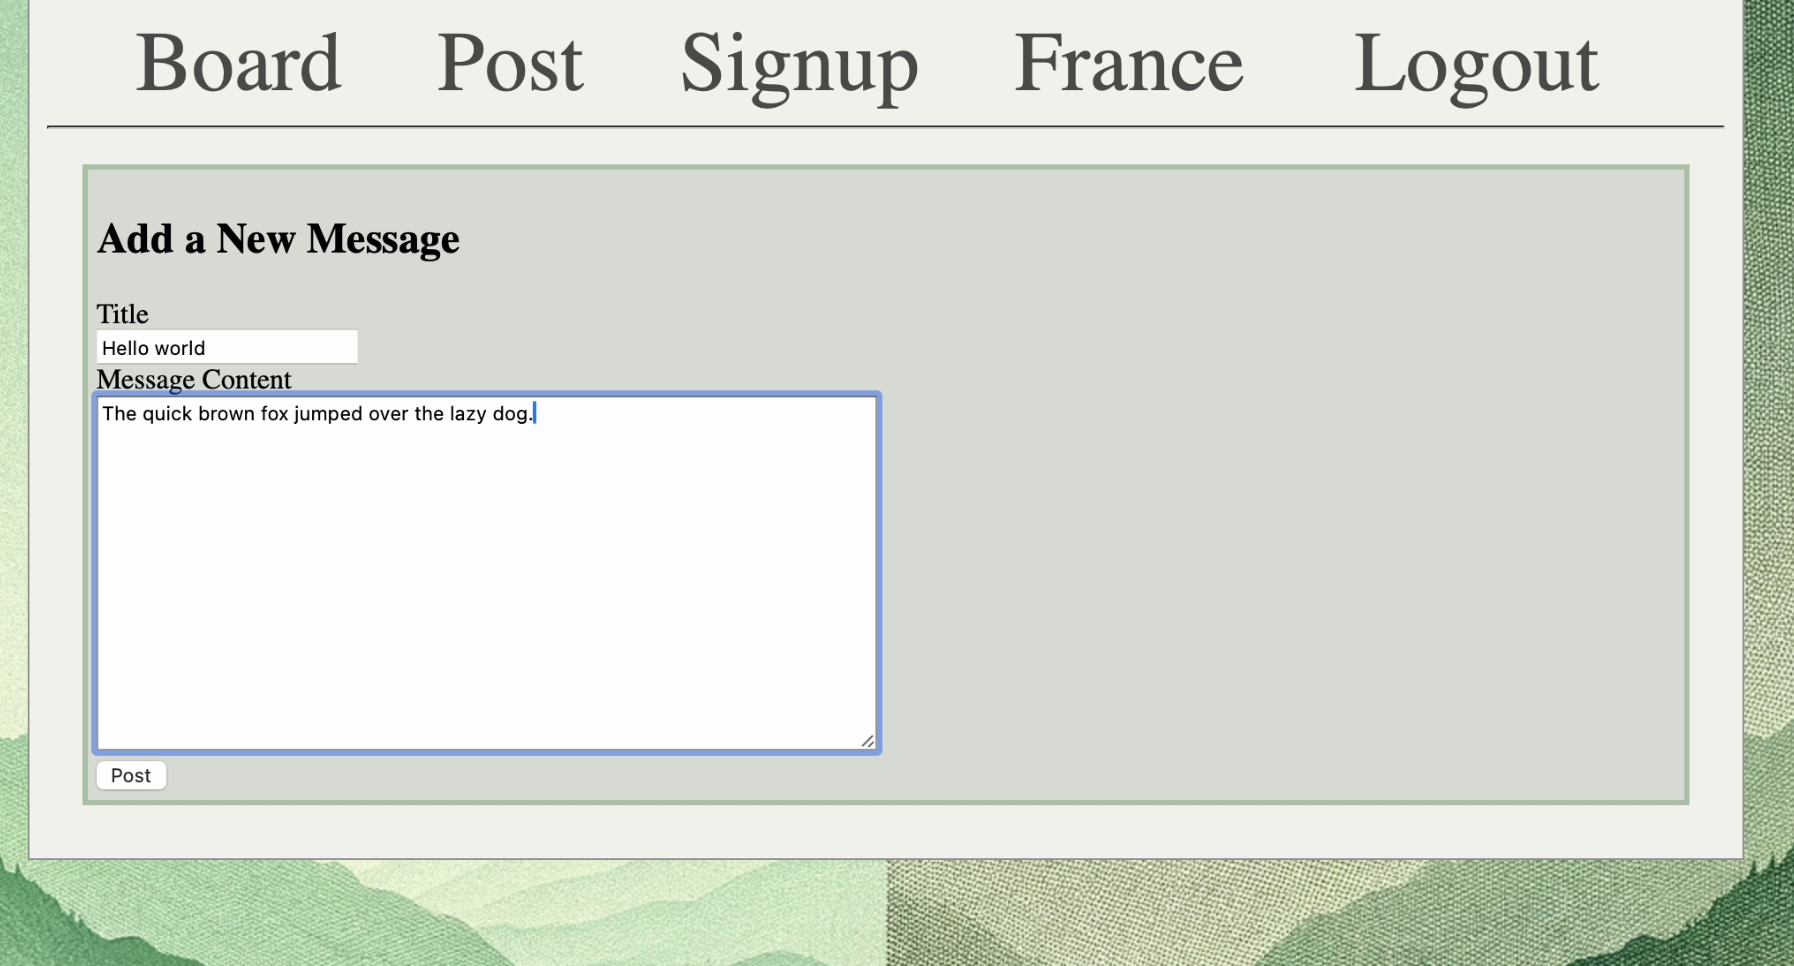 Board Post Signup France Logout
Add a New Message
Title
Hello world
Message Content
The quick brown fox jumped over the lazy dog.
Post